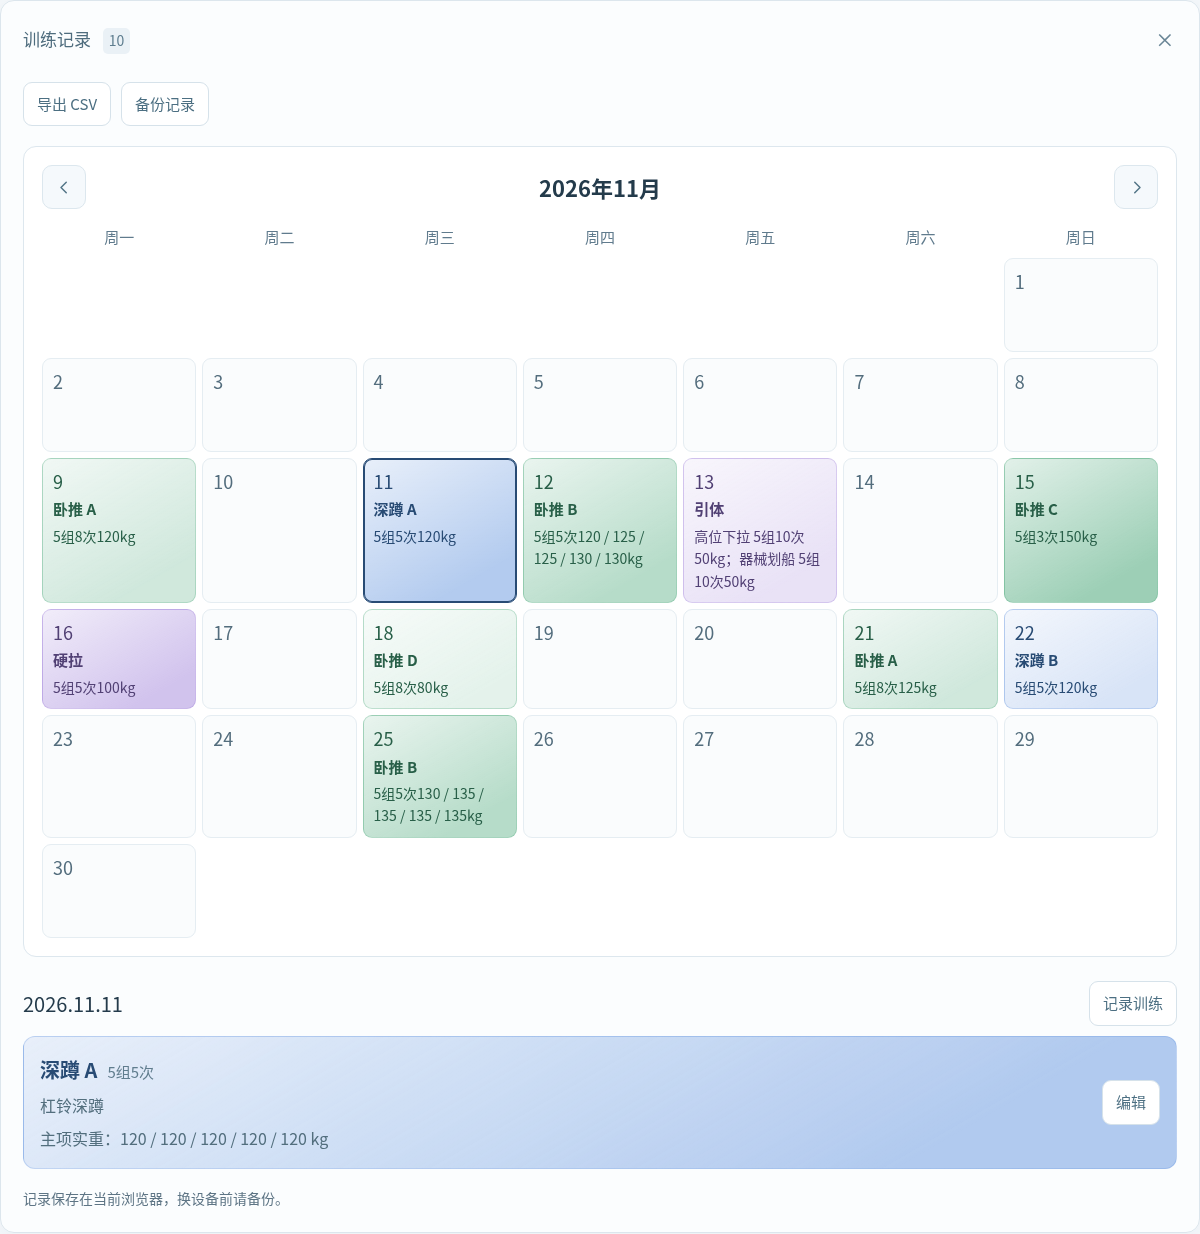 训练记录 10
导出 CSV 备份记录
2026年11月
周一 周二 周三 周四 周五 周六 周日
1
2 3 4 5 6 7 8
9
卧推 A
5组8次120kg
10
11
深蹲 A
5组5次120kg
12
卧推 B
5组5次120 / 125 /
125 / 130 / 130kg
13
引体
高位下拉 5组10次
50kg；器械划船 5组
10次50kg
14
15
卧推 C
5组3次150kg
16
硬拉
5组5次100kg
17
18
卧推 D
5组8次80kg
19
20
21
卧推 A
5组8次125kg
22
深蹲 B
5组5次120kg
23
24
25
卧推 B
5组5次130 / 135 /
135 / 135 / 135kg
26
27
28
29
30
2026.11.11
记录训练
深蹲 A 5组5次
杠铃深蹲
主项实重：120 / 120 / 120 / 120 / 120 kg
编辑
记录保存在当前浏览器，换设备前请备份。